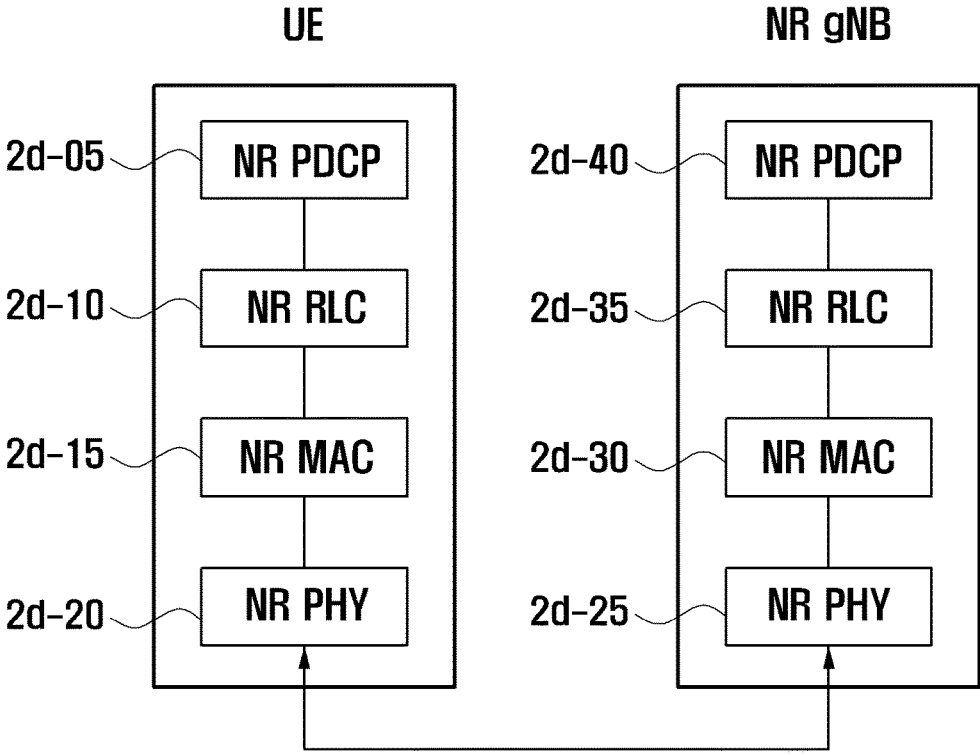 UE
NR gNB
2d-05
NR PDCP
2d-40
NR PDCP
2d-10
NR RLC
2d-35
NR RLC
2d-15
NR MAC
2d-30
NR MAC
2d-20
NR PHY
2d-25
NR PHY